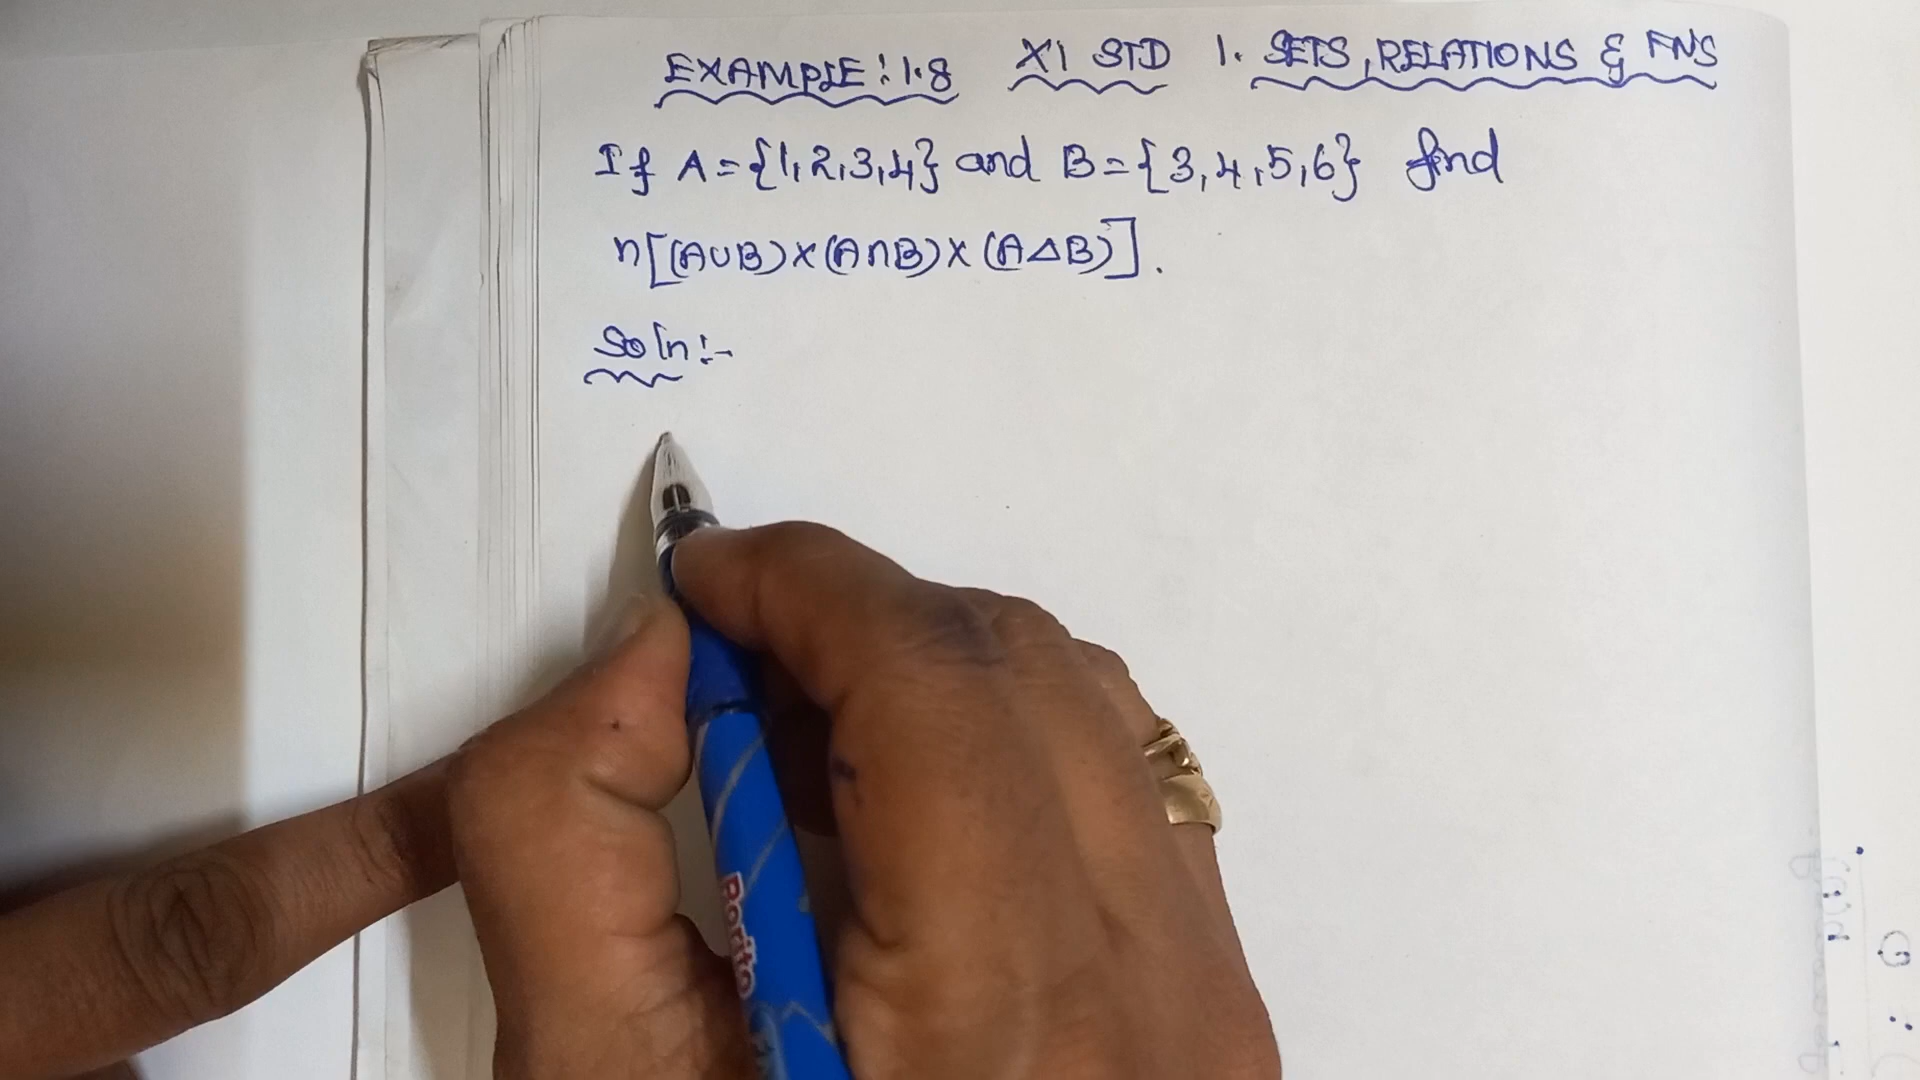 EXAMPLE:1.8 XI STD 1. SETS, RELATIONS & FNS
If A={1,2,3,4} and B={3,4,5,6} find
n[(A∪B)×(A∩B)×(A△B)].
Soln:-
Rorito